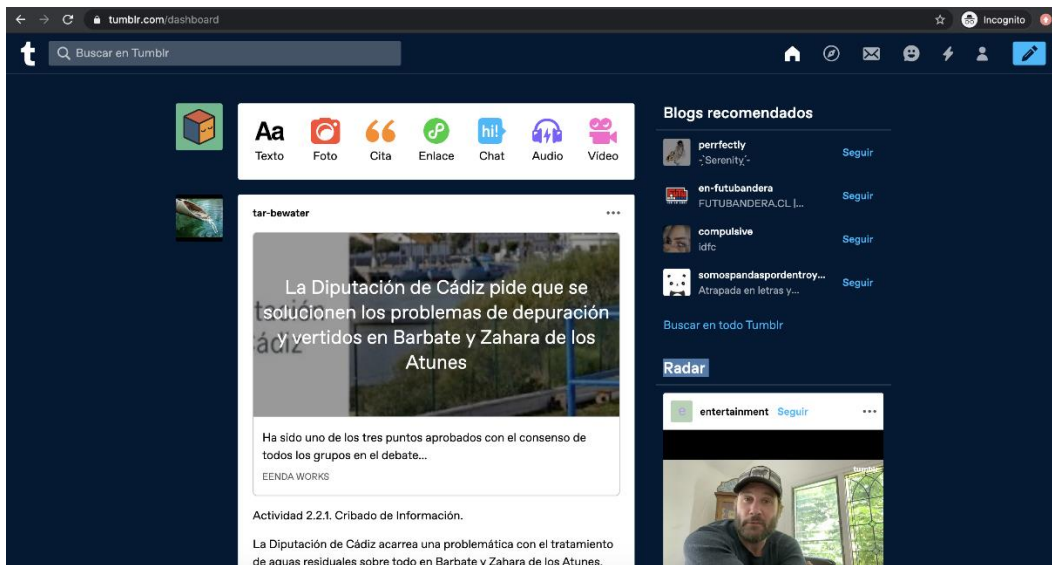 tumblr.com/dashboard
Incognito
t
Buscar en Tumblr
Aa
hi!
Texto Foto Cita Enlace Chat Audio Vídeo
tar-bewater
La Diputación de Cádiz pide que se
solucionen los problemas de depuración
y vertidos en Barbate y Zahara de los
Atunes
Ha sido uno de los tres puntos aprobados con el consenso de
todos los grupos en el debate...
EENDA WORKS
Actividad 2.2.1. Cribado de Información.
La Diputación de Cádiz acarrea una problemática con el tratamiento
de aguas residuales sobre todo en Barbate y Zahara de los Atunes.
Blogs recomendados
perrfectly
-`Serenity´-
Seguir
en-futubandera
FUTUBANDERA.CL |...
Seguir
compulsive
idfc
Seguir
somospandaspordentroy...
Atrapada en letras y...
Seguir
Buscar en todo Tumblr
Radar
e
entertainment Seguir
tumblr